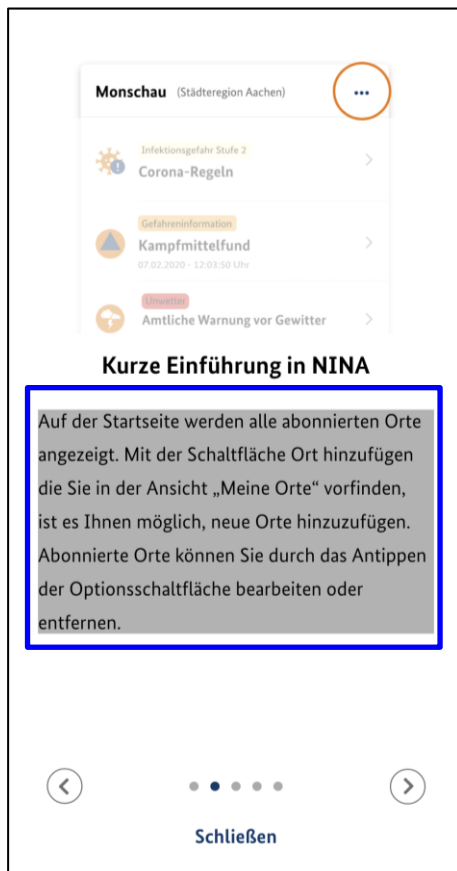 Monschau (Städteregion Aachen)
Infektionsgefahr Stufe 2
Corona-Regeln
Gefahreninformation
Kampfmittelfund
07.02.2020 - 12:03:50 Uhr
Unwetter
Amtliche Warnung vor Gewitter
Kurze Einführung in NINA
Auf der Startseite werden alle abonnierten Orte
angezeigt. Mit der Schaltfläche Ort hinzufügen
die Sie in der Ansicht „Meine Orte“ vorfinden,
ist es Ihnen möglich, neue Orte hinzuzufügen.
Abonnierte Orte können Sie durch das Antippen
der Optionsschaltfläche bearbeiten oder
entfernen.
Schließen